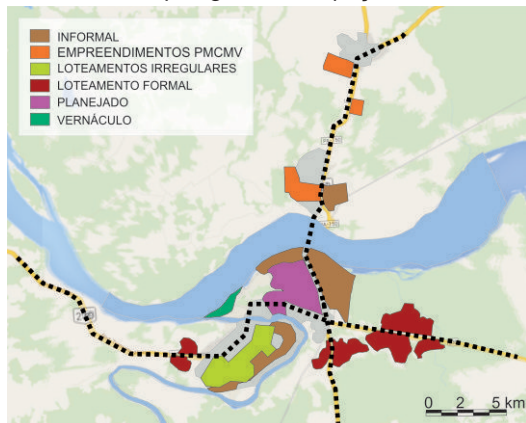 INFORMAL
EMPREENDIMENTOS PMCMV
LOTEAMENTOS IRREGULARES
LOTEAMENTO FORMAL
PLANEJADO
VERNÁCULO
0 2 5 km